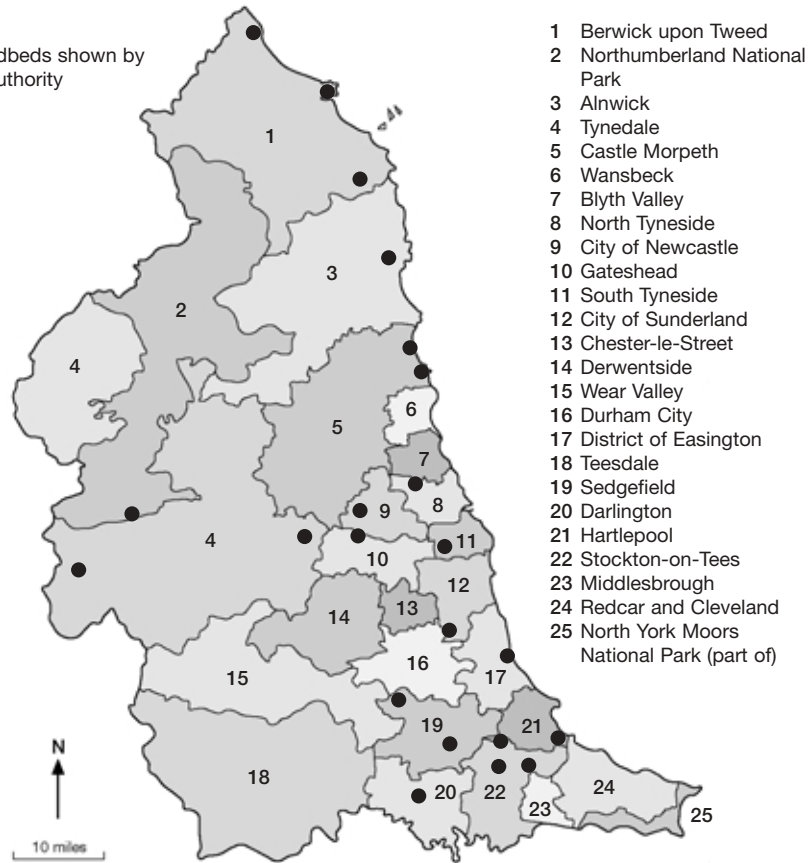 dbeds shown by
uthority
1 Berwick upon Tweed
2 Northumberland National
Park
3 Alnwick
4 Tynedale
5 Castle Morpeth
6 Wansbeck
7 Blyth Valley
8 North Tyneside
9 City of Newcastle
10 Gateshead
11 South Tyneside
12 City of Sunderland
13 Chester-le-Street
14 Derwentside
15 Wear Valley
16 Durham City
17 District of Easington
18 Teesdale
19 Sedgefield
20 Darlington
21 Hartlepool
22 Stockton-on-Tees
23 Middlesbrough
24 Redcar and Cleveland
25 North York Moors
National Park (part of)
1
3
2
4
6
5
7
8
9
4
11
10
12
13
14
16
15
17
21
19
18
24
20
22
23
25
N
10 miles